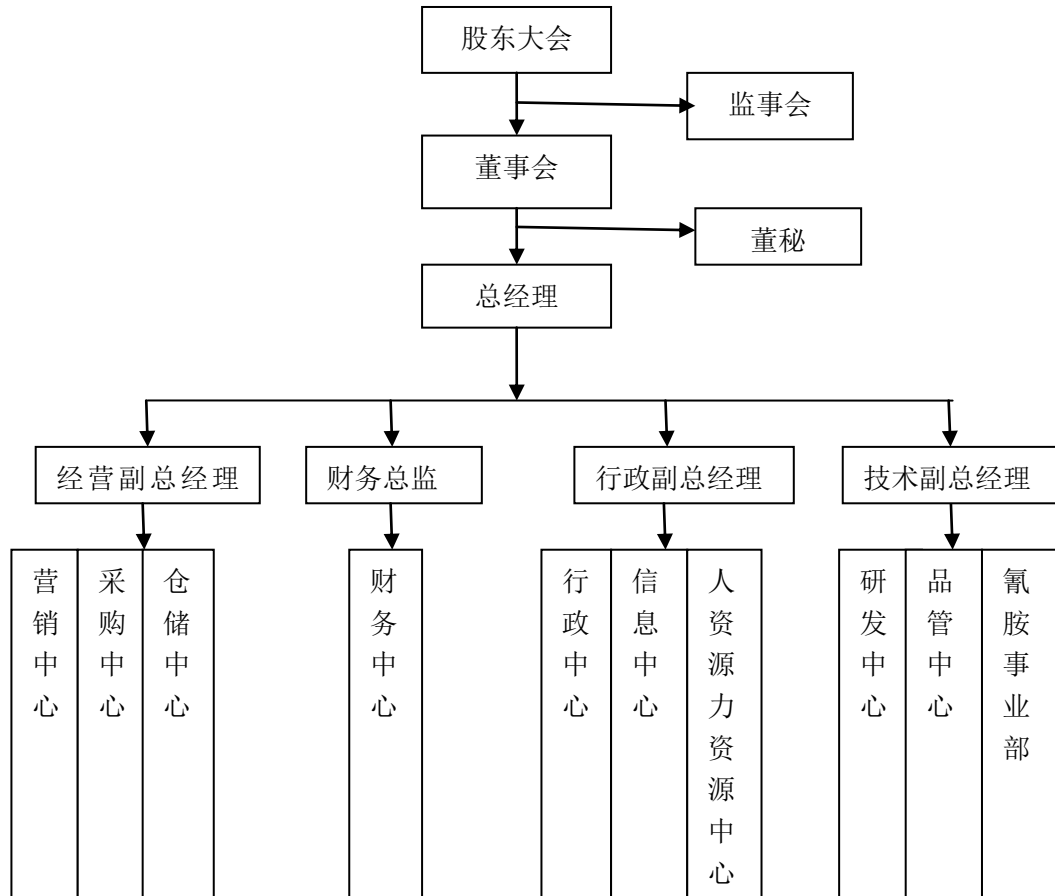 股东大会
监事会
董事会
董秘
总经理
经营副总经理
财务总监
行政副总经理
技术副总经理
营销中心
采购中心
仓储中心
财务中心
行政中心
信息中心
人资源力资源中心
研发中心
品管中心
氰胺事业部